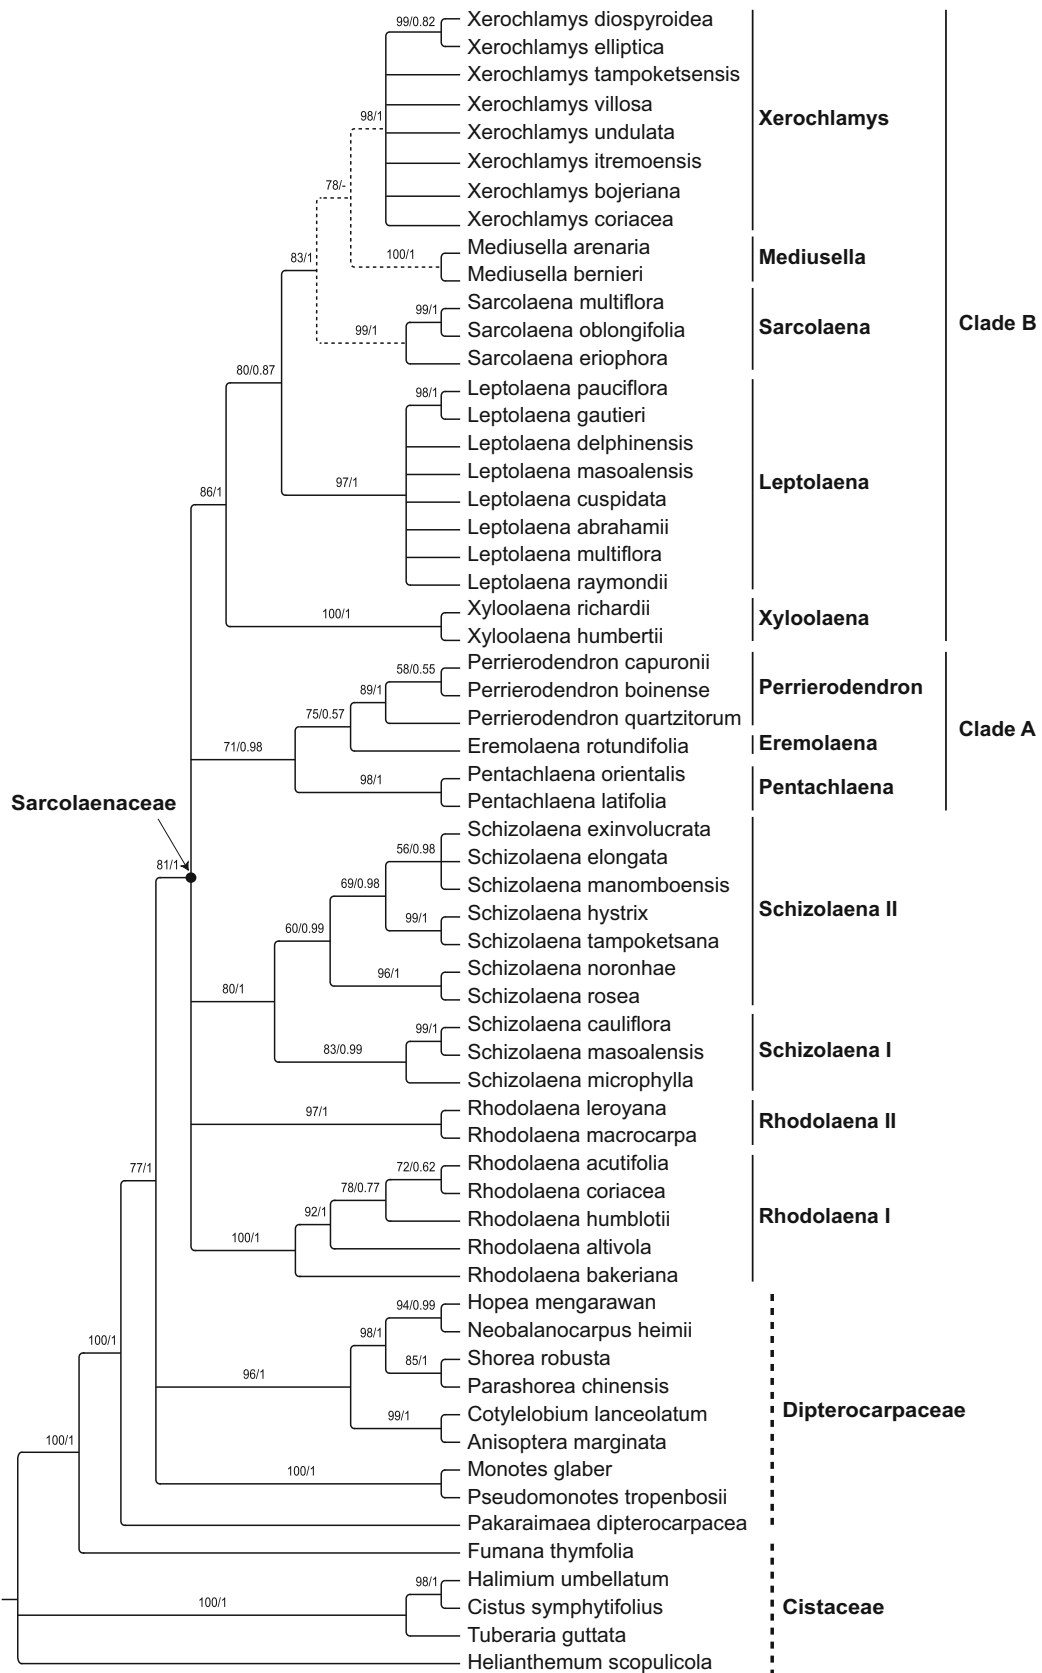 99/0.82
Xerochlamys diospyroidea
Xerochlamys elliptica
Xerochlamys tampoketsensis
Xerochlamys villosa
98/1
Xerochlamys
Xerochlamys undulata
Xerochlamys itremoensis
78/-
Xerochlamys bojeriana
Xerochlamys coriacea
83/1
100/1
Mediusella arenaria
Mediusella
Mediusella bernieri
99/1
Sarcolaena multiflora
99/1
Sarcolaena oblongifolia
Sarcolaena
Clade B
Sarcolaena eriophora
80/0.87
98/1
Leptolaena pauciflora
Leptolaena gautieri
Leptolaena delphinensis
Leptolaena masoalensis
97/1
Leptolaena
86/1
Leptolaena cuspidata
Leptolaena abrahamii
Leptolaena multiflora
Leptolaena raymondii
100/1
Xyloolaena richardii
Xyloolaena
Xyloolaena humbertii
58/0.55
Perrierodendron capuronii
89/1
Perrierodendron boinense
Perrierodendron
75/0.57
Perrierodendron quartzitorum
Clade A
71/0.98
Eremolaena rotundifolia
Eremolaena
98/1
Pentachlaena orientalis
Pentachlaena
Pentachlaena latifolia
Sarcolaenaceae
81/1
Schizolaena exinvolucrata
56/0.98
Schizolaena elongata
69/0.98
Schizolaena manomboensis
99/1
Schizolaena hystrix
Schizolaena II
60/0.99
Schizolaena tampoketsana
96/1
Schizolaena noronhae
80/1
Schizolaena rosea
99/1
Schizolaena cauliflora
83/0.99
Schizolaena masoalensis
Schizolaena I
Schizolaena microphylla
97/1
Rhodolaena leroyana
Rhodolaena II
Rhodolaena macrocarpa
77/1
72/0.62
Rhodolaena acutifolia
78/0.77
Rhodolaena coriacea
92/1
Rhodolaena humblotii
Rhodolaena I
100/1
Rhodolaena altivola
Rhodolaena bakeriana
94/0.99
Hopea mengarawan
98/1
Neobalanocarpus heimii
100/1
85/1
Shorea robusta
96/1
Parashorea chinensis
99/1
Cotylelobium lanceolatum
Dipterocarpaceae
100/1
Anisoptera marginata
100/1
Monotes glaber
Pseudomonotes tropenbosii
Pakaraimaea dipterocarpacea
Fumana thymfolia
98/1
Halimium umbellatum
100/1
Cistus symphytifolius
Cistaceae
Tuberaria guttata
Helianthemum scopulicola